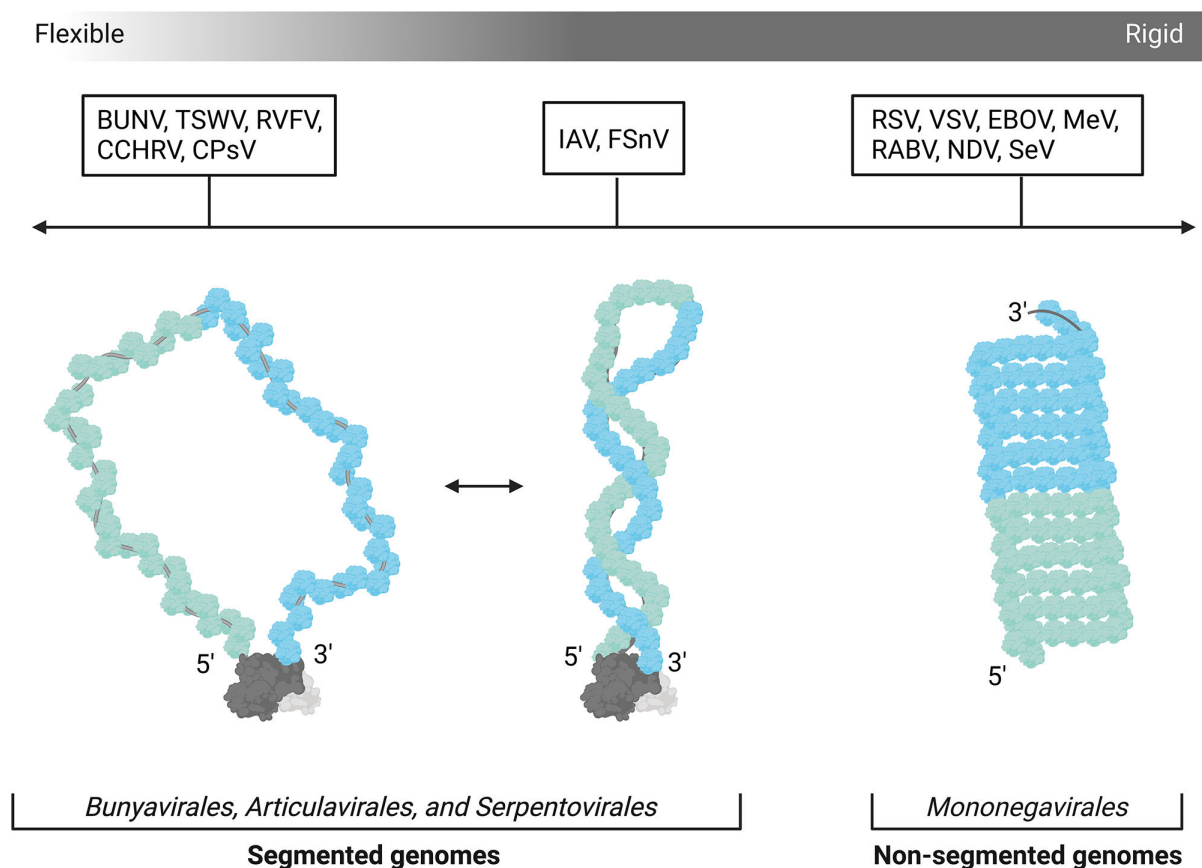 Flexible
Rigid
BUNV, TSWV, RVFV,
CCHRV, CPsV
IAV, FSnV
RSV, VSV, EBOV, MeV,
RABV, NDV, SeV
3'
5'
3'
5'
3'
5'
Bunyavirales, Articulavirales, and Serpentovirales
Mononegavirales
Segmented genomes
Non-segmented genomes